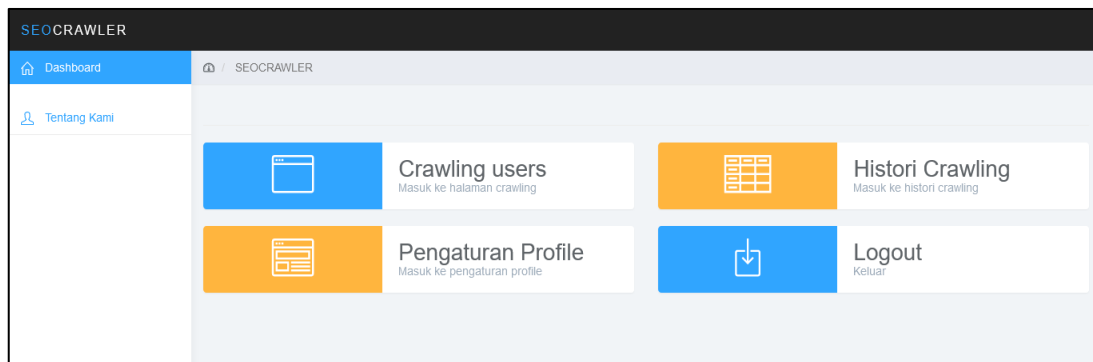 SEOCRAWLER
Dashboard
/ SEOCRAWLER
Tentang Kami
Crawling users
Masuk ke halaman crawling
Histori Crawling
Masuk ke histori crawling
Pengaturan Profile
Masuk ke pengaturan profile
Logout
Keluar